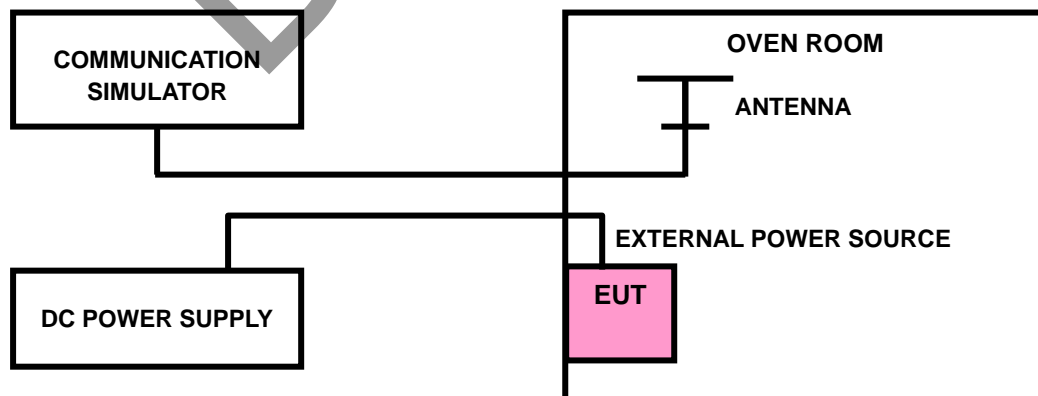 COMMUNICATION
SIMULATOR
OVEN ROOM
ANTENNA
EXTERNAL POWER SOURCE
EUT
DC POWER SUPPLY